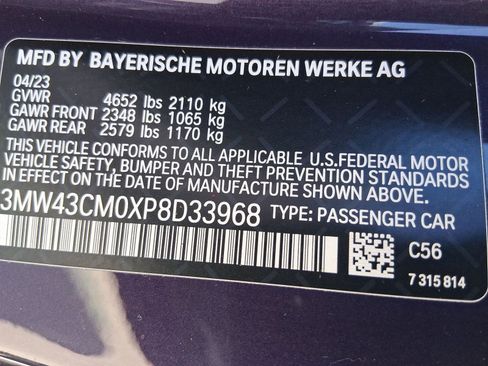 MFD BY BAYERISCHE MOTOREN WERKE AG
04/23
GVWR 4652 lbs 2110 kg
GAWR FRONT 2348 lbs 1065 kg
GAWR REAR 2579 lbs 1170 kg
THIS VEHICLE CONFORMS TO ALL APPLICABLE U.S.FEDERAL MOTOR
VEHICLE SAFETY, BUMPER AND THEFT PREVENTION STANDARDS
IN EFFECT ON THE DATE OF MANUFACTURE SHOWN ABOVE.
3MW43CM0XP8D33968 TYPE: PASSENGER CAR
C56
7 315 814